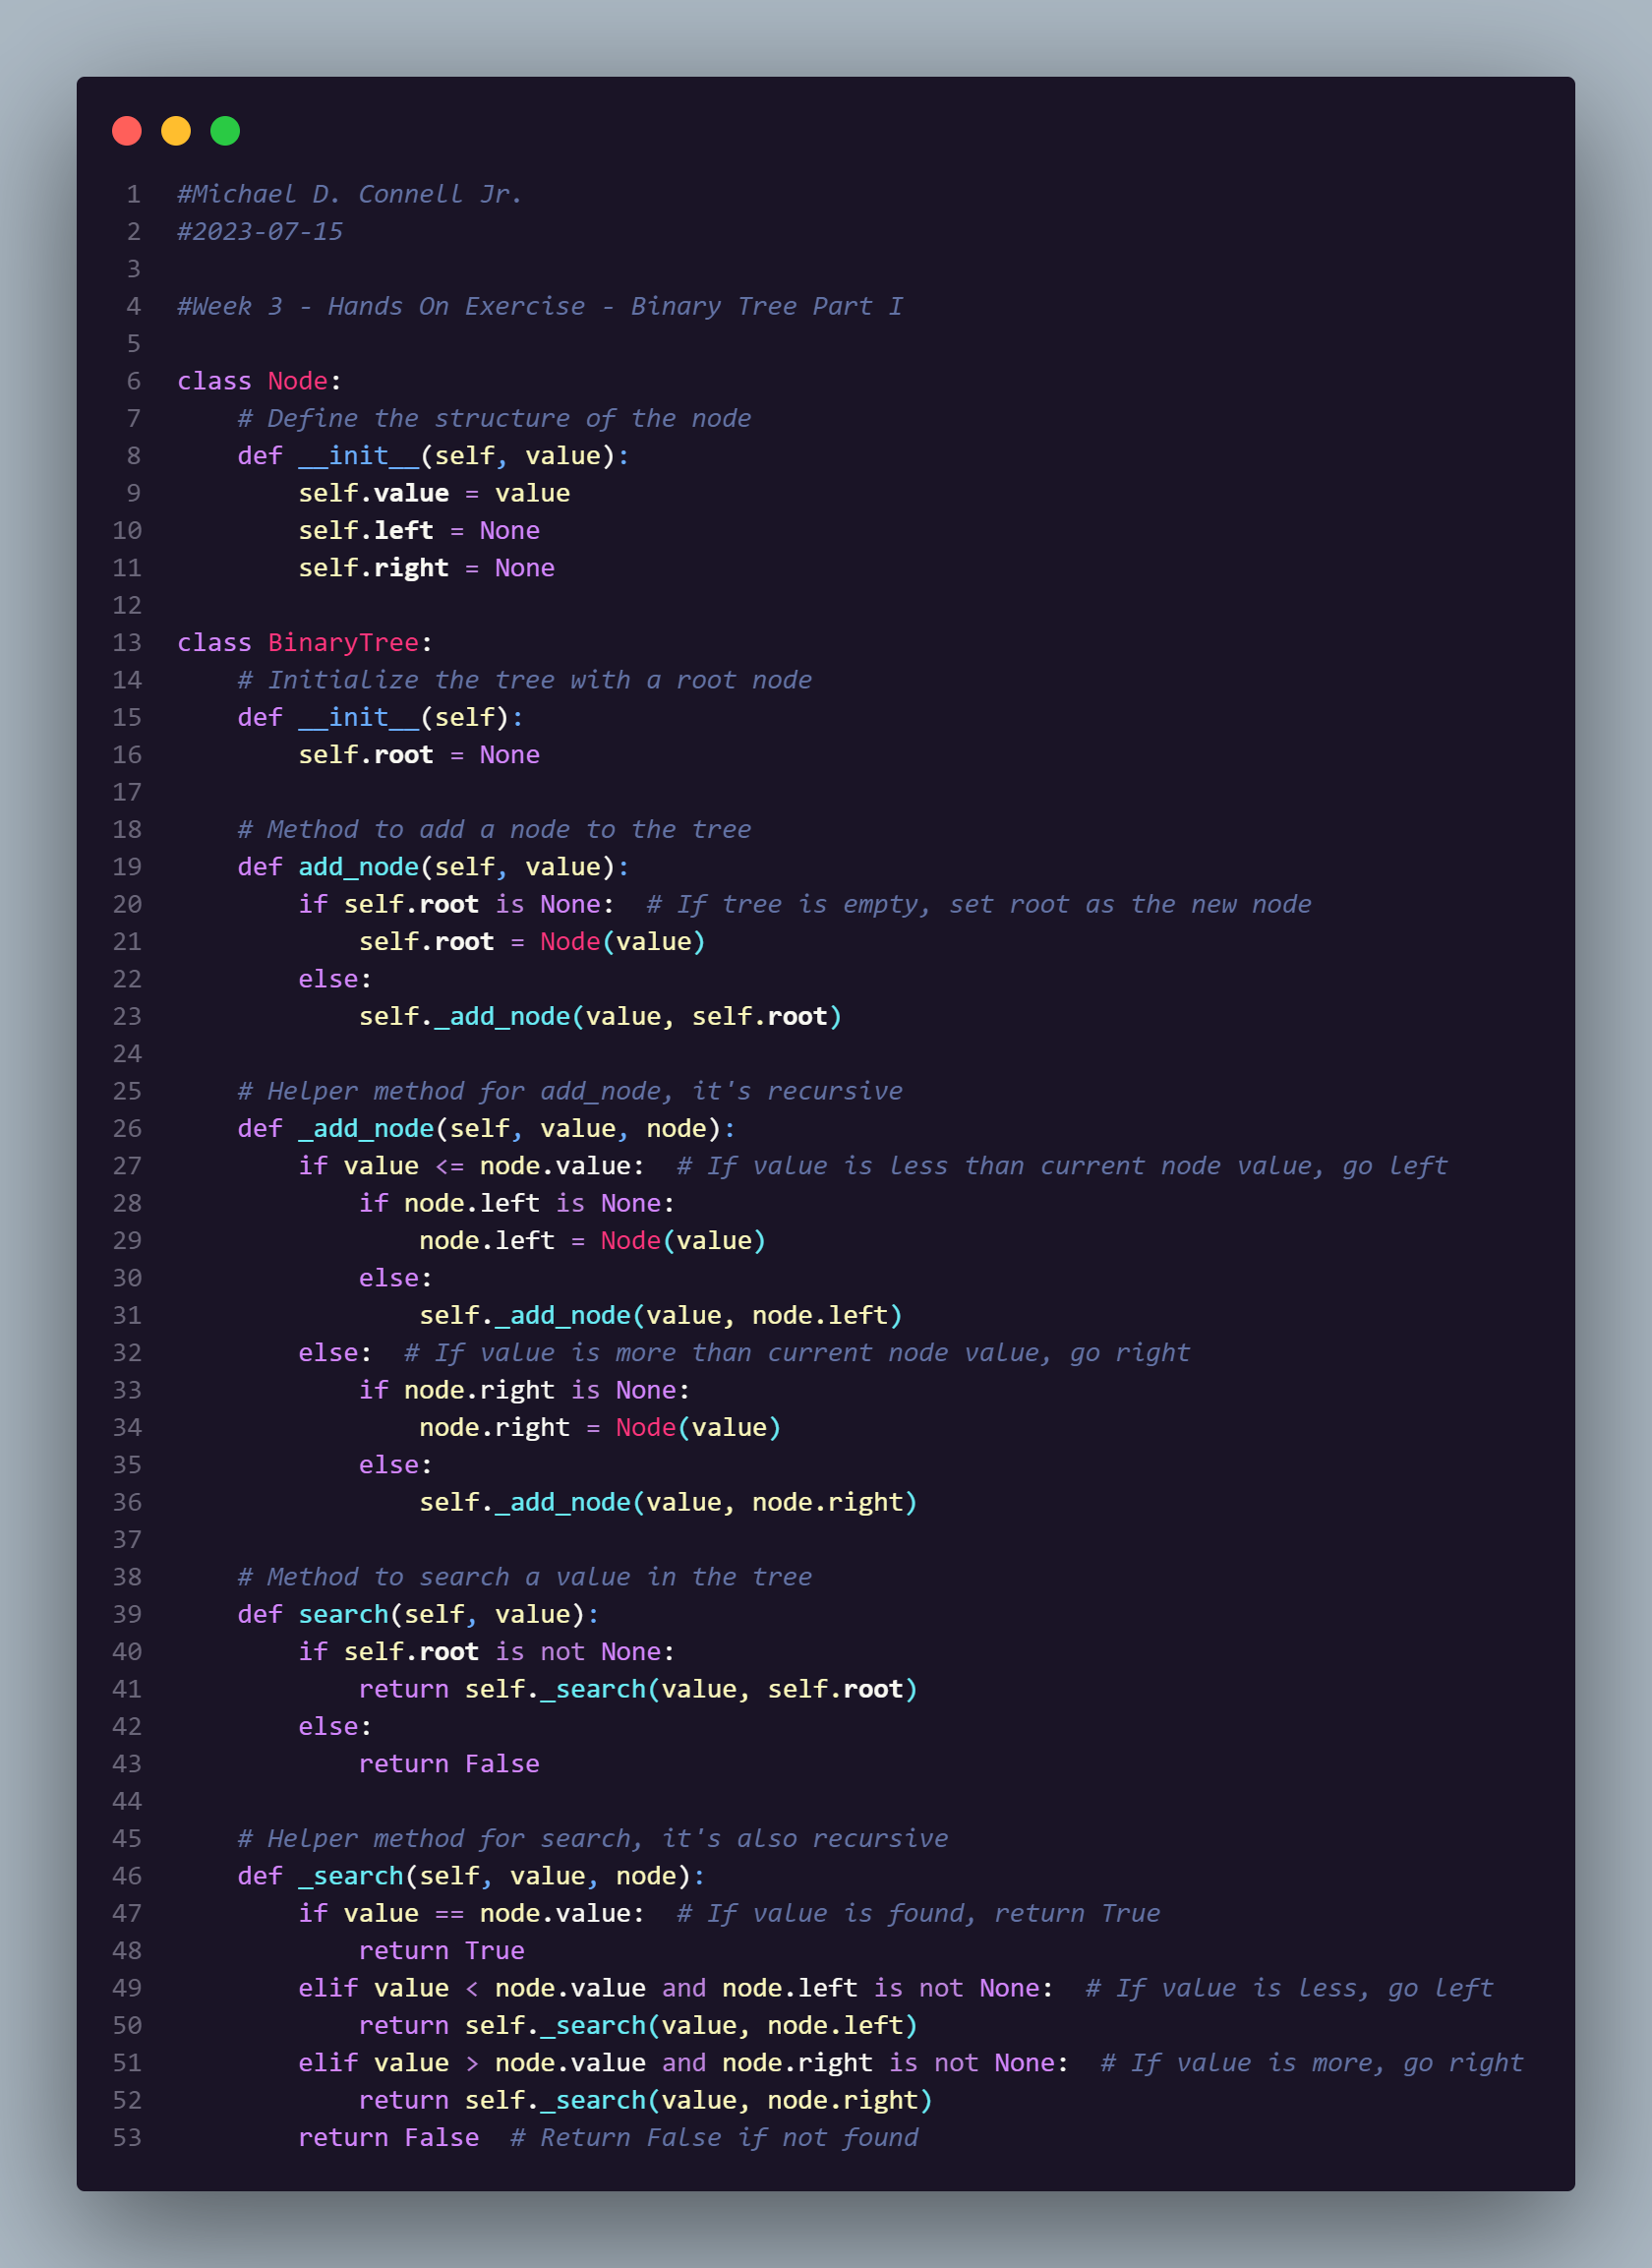 1 #Michael D. Connell Jr.
2 #2023-07-15
3
4 #Week 3 - Hands On Exercise - Binary Tree Part I
5
6 class Node:
7     # Define the structure of the node
8     def __init__(self, value):
9         self.value = value
10         self.left = None
11         self.right = None
12
13 class BinaryTree:
14     # Initialize the tree with a root node
15     def __init__(self):
16         self.root = None
17
18     # Method to add a node to the tree
19     def add_node(self, value):
20         if self.root is None:  # If tree is empty, set root as the new node
21             self.root = Node(value)
22         else:
23             self._add_node(value, self.root)
24
25     # Helper method for add_node, it's recursive
26     def _add_node(self, value, node):
27         if value <= node.value:  # If value is less than current node value, go left
28             if node.left is None:
29                 node.left = Node(value)
30             else:
31                 self._add_node(value, node.left)
32         else:  # If value is more than current node value, go right
33             if node.right is None:
34                 node.right = Node(value)
35             else:
36                 self._add_node(value, node.right)
37
38     # Method to search a value in the tree
39     def search(self, value):
40         if self.root is not None:
41             return self._search(value, self.root)
42         else:
43             return False
44
45     # Helper method for search, it's also recursive
46     def _search(self, value, node):
47         if value == node.value:  # If value is found, return True
48             return True
49         elif value < node.value and node.left is not None:  # If value is less, go left
50             return self._search(value, node.left)
51         elif value > node.value and node.right is not None:  # If value is more, go right
52             return self._search(value, node.right)
53         return False  # Return False if not found